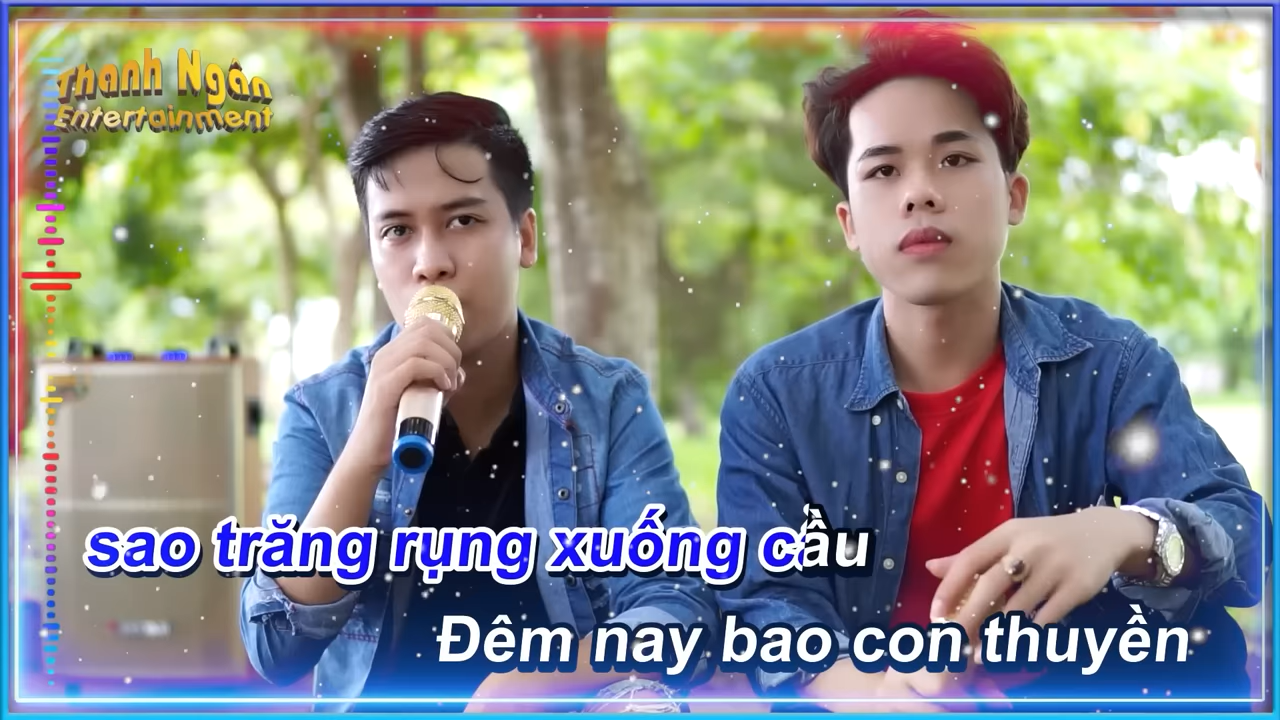 Thanh Ngân
Entertainment
sao trăng rụng xuống cầu
Đêm nay bao con thuyền